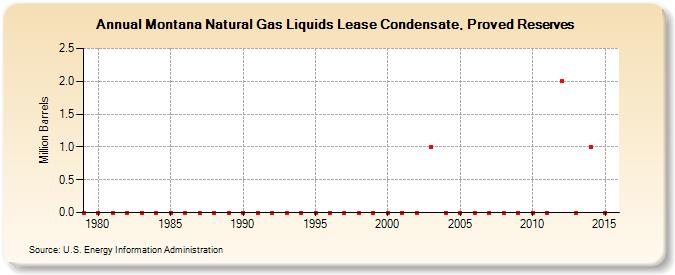 Annual Montana Natural Gas Liquids Lease Condensate, Proved Reserves
Million Barrels
2.5
2.0
1.5
1.0
0.5
0.0
1980 1985 1990 1995 2000 2005 2010 2015
Source: U.S. Energy Information Administration